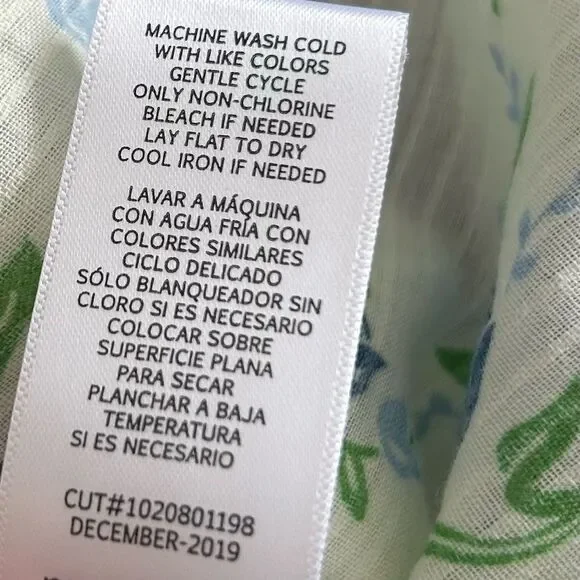 MACHINE WASH COLD
WITH LIKE COLORS
GENTLE CYCLE
ONLY NON-CHLORINE
BLEACH IF NEEDED
LAY FLAT TO DRY
COOL IRON IF NEEDED
LAVAR A MÁQUINA
CON AGUA FRÍA CON
COLORES SIMILARES
CICLO DELICADO
SÓLO BLANQUEADOR SIN
CLORO SI ES NECESARIO
COLOCAR SOBRE
SUPERFICIE PLANA
PARA SECAR
PLANCHAR A BAJA
TEMPERATURA
SI ES NECESARIO
CUT#1020801198
DECEMBER-2019